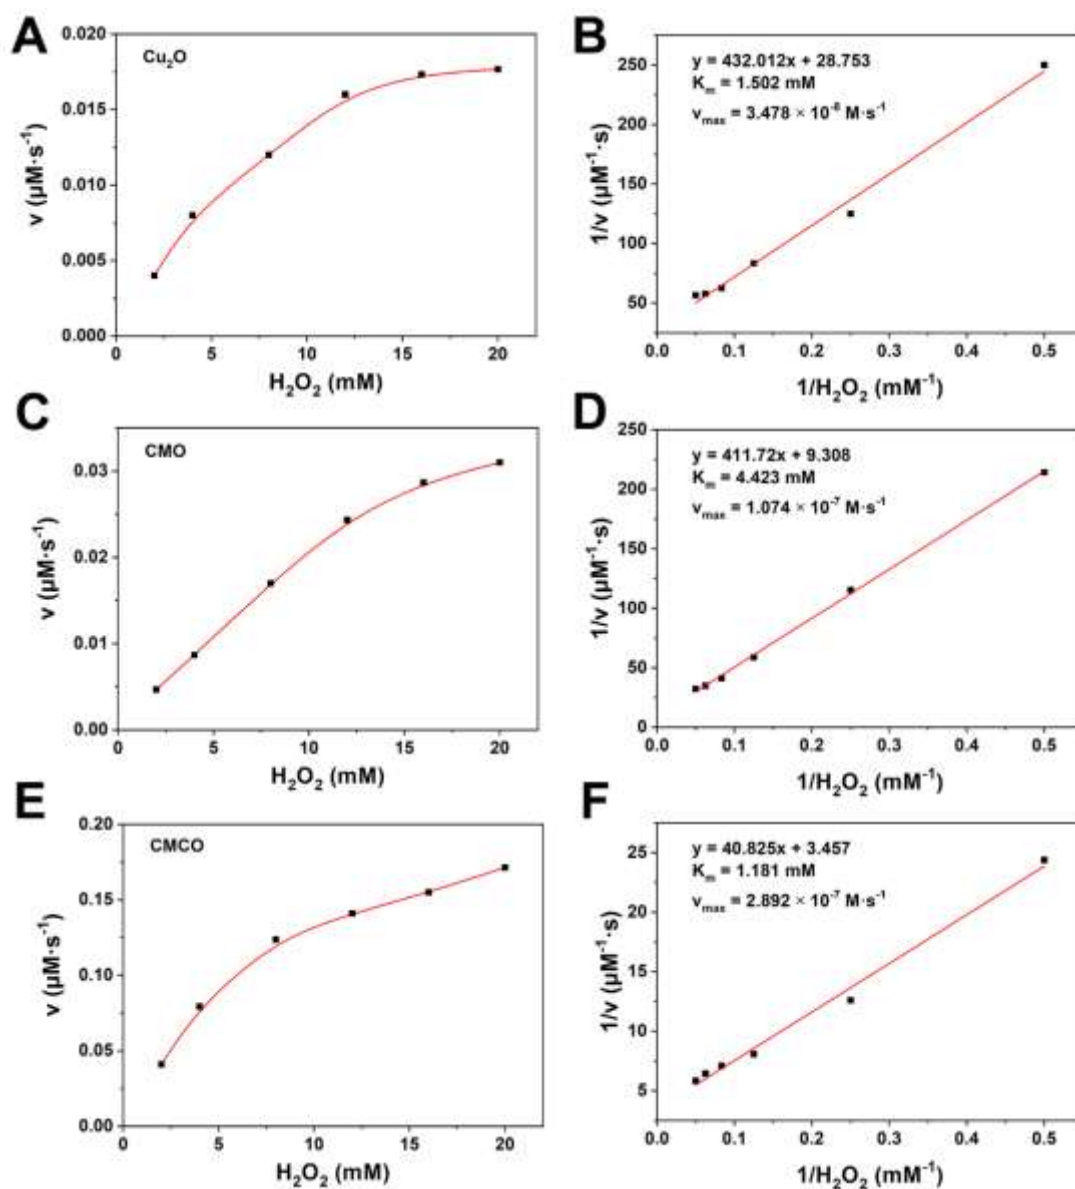 A
Cu₂O
0.020
0.015
0.010
0.005
0.000
v (μM·s⁻¹)
0 5 10 15 20
H₂O₂ (mM)
B
y = 432.012x + 28.753
Kₘ = 1.502 mM
vₘₐₓ = 3.478 × 10⁻⁸ M·s⁻¹
250
200
150
100
50
1/v (μM⁻¹·s)
0.0 0.1 0.2 0.3 0.4 0.5
1/H₂O₂ (mM⁻¹)
C
CMO
0.03
0.02
0.01
0.00
v (μM·s⁻¹)
0 5 10 15 20
H₂O₂ (mM)
D
y = 411.72x + 9.308
Kₘ = 4.423 mM
vₘₐₓ = 1.074 × 10⁻⁷ M·s⁻¹
250
200
150
100
50
0
1/v (μM⁻¹·s)
0.0 0.1 0.2 0.3 0.4 0.5
1/H₂O₂ (mM⁻¹)
E
CMCO
0.20
0.15
0.10
0.05
0.00
v (μM·s⁻¹)
0 5 10 15 20
H₂O₂ (mM)
F
y = 40.825x + 3.457
Kₘ = 1.181 mM
vₘₐₓ = 2.892 × 10⁻⁷ M·s⁻¹
25
20
15
10
5
1/v (μM⁻¹·s)
0.0 0.1 0.2 0.3 0.4 0.5
1/H₂O₂ (mM⁻¹)